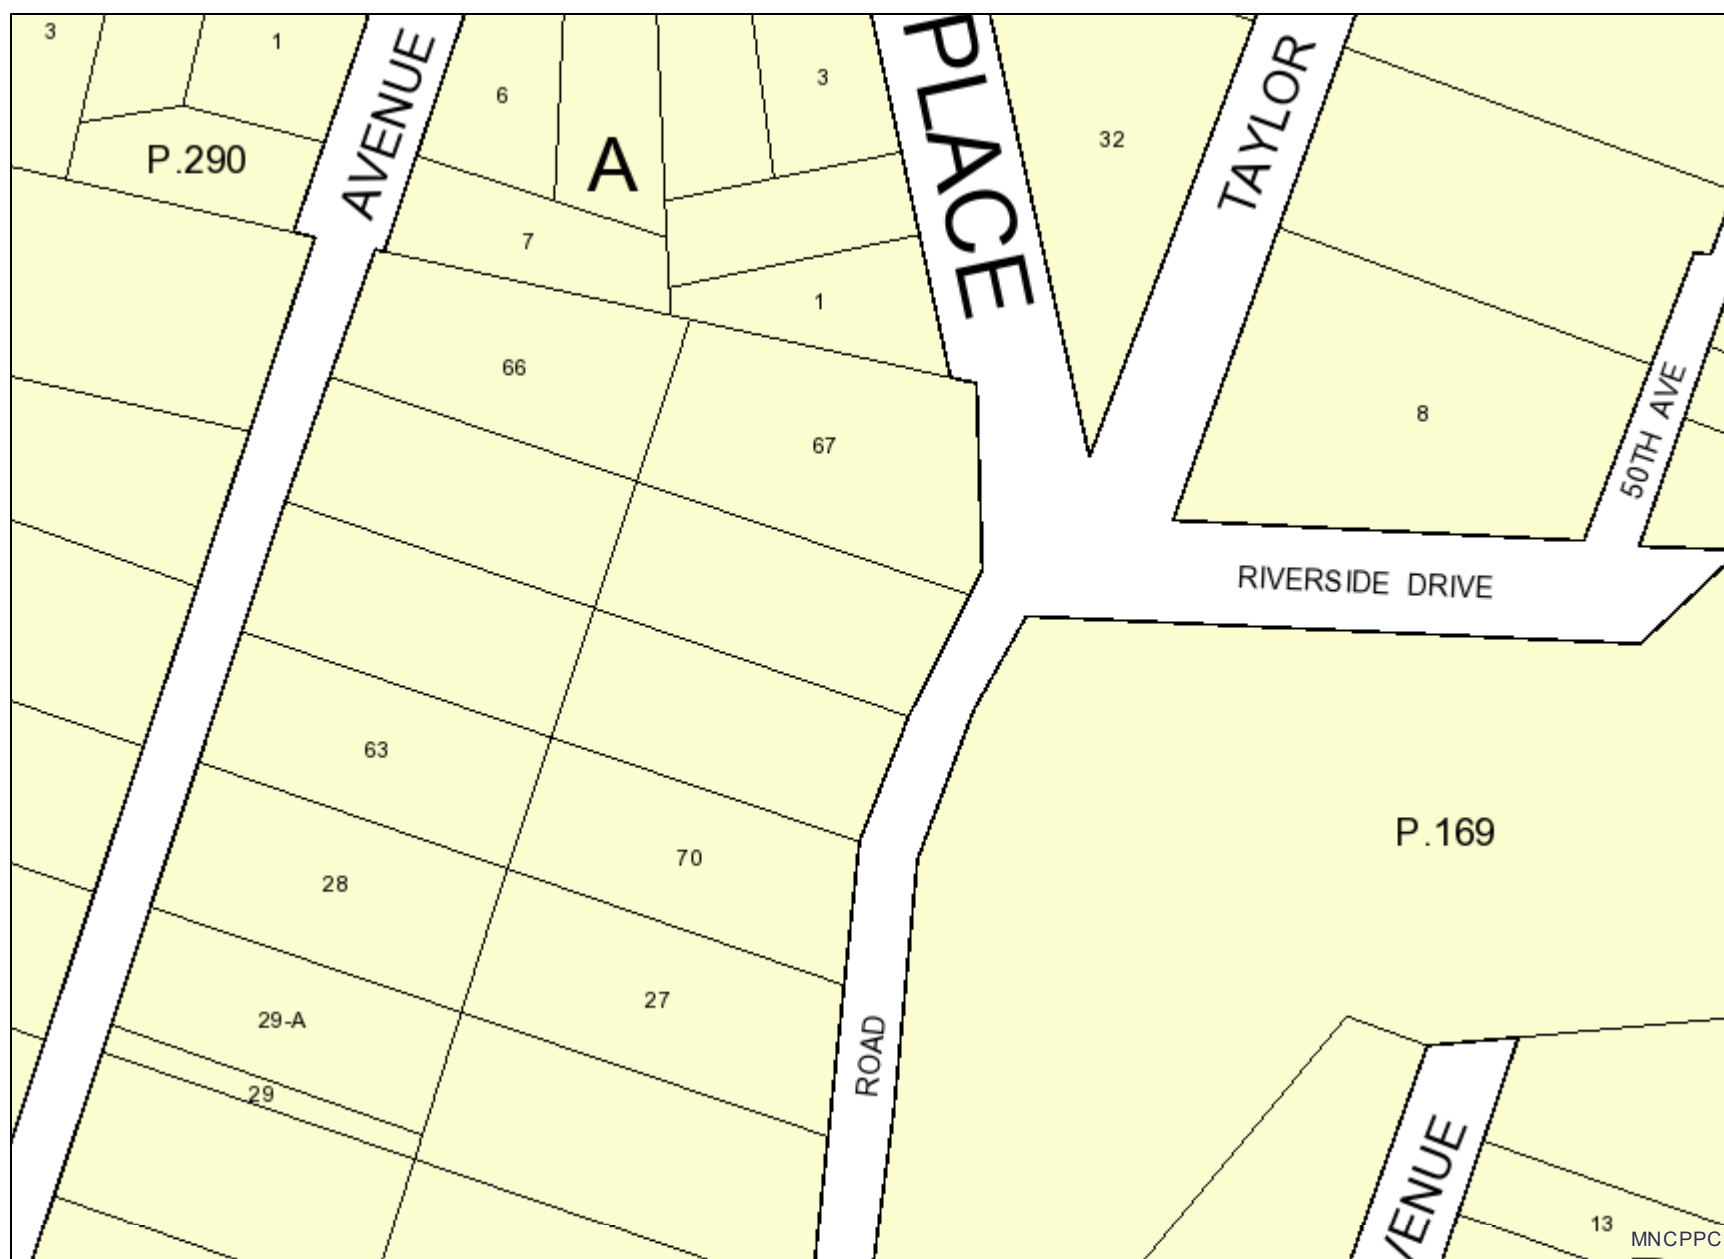 3
1
AVENUE
6
3
PLACE
32
TAYLOR
P.290
A
7
1
66
67
8
50TH AVE
RIVERSIDE DRIVE
63
70
P.169
28
27
29-A
ROAD
29
VENUE
13
MNCPPC